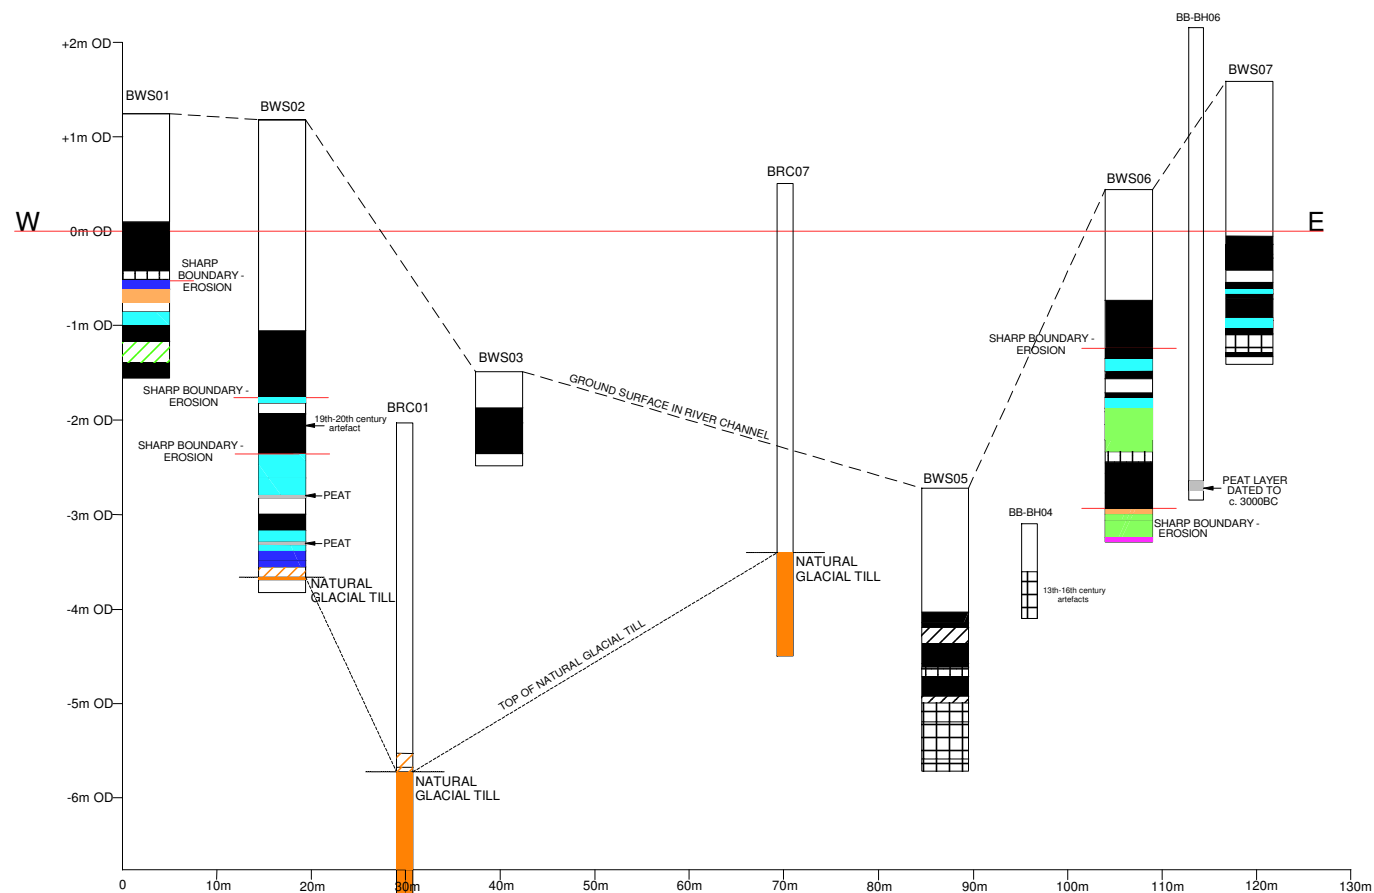 BB-BH06
+2m OD
BWS07
BWS01
BWS02
+1m OD
BRC07
BWS06
W
E
0m OD
SHARP
BOUNDARY -
EROSION
-1m OD
SHARP BOUNDARY -
EROSION
BWS03
GROUND SURFACE IN RIVER CHANNEL
SHARP BOUNDARY -
EROSION
BRC01
-2m OD
19th-20th century
artefact
SHARP BOUNDARY -
EROSION
BWS05
PEAT LAYER
DATED TO
c. 3000BC
PEAT
-3m OD
BB-BH04
SHARP BOUNDARY -
EROSION
PEAT
NATURAL
GLACIAL TILL
NATURAL
GLACIAL TILL
13th-16th century
artefacts
-4m OD
TOP OF NATURAL GLACIAL TILL
-5m OD
NATURAL
GLACIAL TILL
-6m OD
0
10m
20m
30m
40m
50m
60m
70m
80m
90m
100m
110m
120m
130m